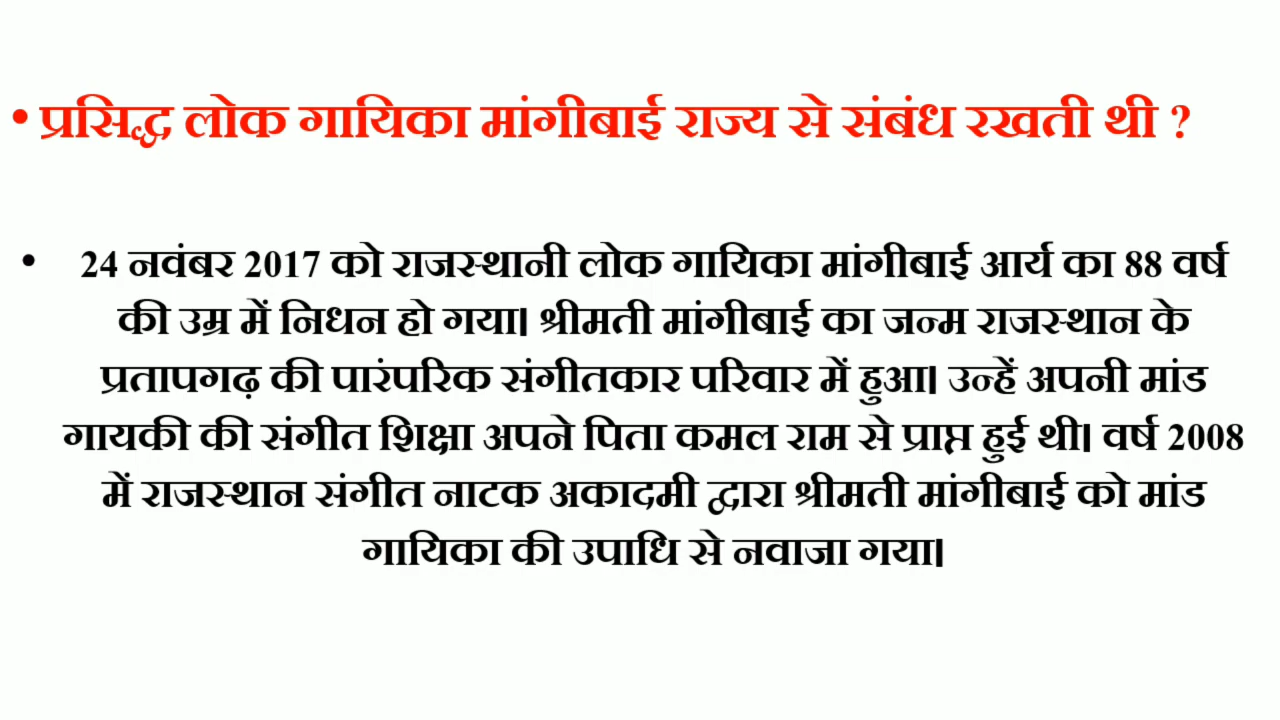 • प्रसिद्ध लोक गायिका मांगीबाई राज्य से संबंध रखती थी ?
• 24 नवंबर 2017 को राजस्थानी लोक गायिका मांगीबाई आर्य का 88 वर्ष
की उम्र में निधन हो गया। श्रीमती मांगीबाई का जन्म राजस्थान के
प्रतापगढ़ की पारंपरिक संगीतकार परिवार में हुआ। उन्हें अपनी मांड
गायकी की संगीत शिक्षा अपने पिता कमल राम से प्राप्त हुई थी। वर्ष 2008
में राजस्थान संगीत नाटक अकादमी द्वारा श्रीमती मांगीबाई को मांड
गायिका की उपाधि से नवाजा गया।